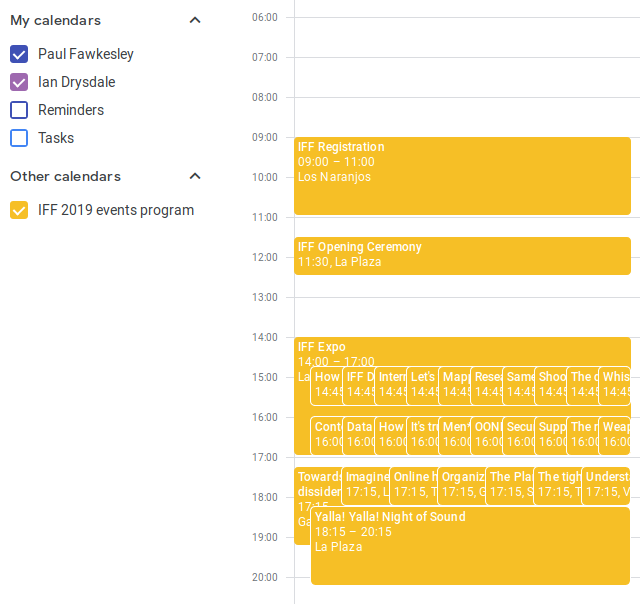 My calendars
Paul Fawkesley
Ian Drysdale
Reminders
Tasks
Other calendars
IFF 2019 events program
06:00
07:00
08:00
09:00
10:00
11:00
12:00
13:00
14:00
15:00
16:00
17:00
18:00
19:00
20:00
IFF Registration
09:00 – 11:00
Los Naranjos
IFF Opening Ceremony
11:30, La Plaza
IFF Expo
14:00 – 17:00
La
How
14:45
IFF D
14:45
Intern
14:45
Let's
14:45
Mapp
14:45
Resea
14:45
Same
14:45
Shoo
14:45
The c
14:45
Whis
14:45
Cont
16:00
Data
16:00
How
16:00
It's tr
16:00
Men
16:00
OONI
16:00
Secu
16:00
Supp
16:00
The n
16:00
Weap
16:00
Towards
dissiden
17:15
Ga
Imagine
17:15, L
Online h
17:15, T
Organiz
17:15, G
The Pla
17:15, S
The tigh
17:15, T
Underst
17:15, V
Yalla! Yalla! Night of Sound
18:15 – 20:15
La Plaza